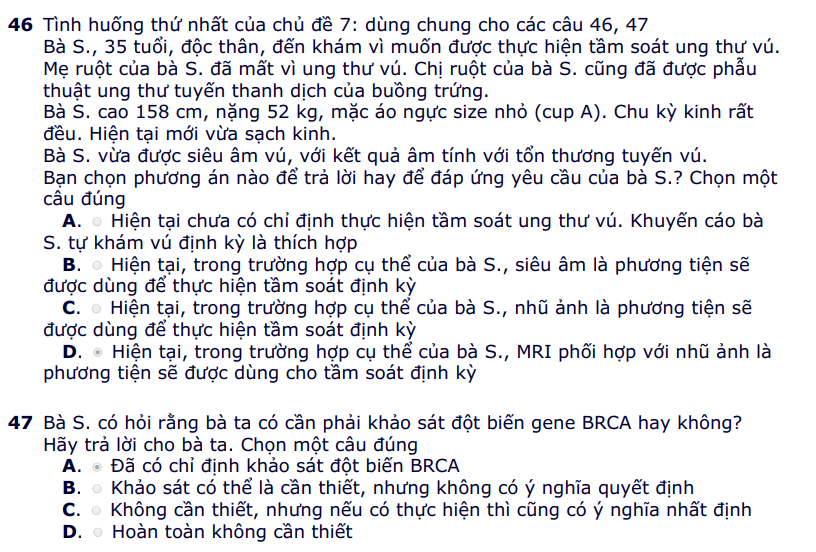 46 Tình huống thứ nhất của chủ đề 7: dùng chung cho các câu 46, 47
Bà S., 35 tuổi, độc thân, đến khám vì muốn được thực hiện tầm soát ung thư vú.
Mẹ ruột của bà S. đã mất vì ung thư vú. Chị ruột của bà S. cũng đã được phẫu
thuật ung thư tuyến thanh dịch của buồng trứng.
Bà S. cao 158 cm, nặng 52 kg, mặc áo ngực size nhỏ (cup A). Chu kỳ kinh rất
đều. Hiện tại mới vừa sạch kinh.
Bà S. vừa được siêu âm vú, với kết quả âm tính với tổn thương tuyến vú.
Bạn chọn phương án nào để trả lời hay để đáp ứng yêu cầu của bà S.? Chọn một
câu đúng
A. Hiện tại chưa có chỉ định thực hiện tầm soát ung thư vú. Khuyến cáo bà
S. tự khám vú định kỳ là thích hợp
B. Hiện tại, trong trường hợp cụ thể của bà S., siêu âm là phương tiện sẽ
được dùng để thực hiện tầm soát định kỳ
C. Hiện tại, trong trường hợp cụ thể của bà S., nhũ ảnh là phương tiện sẽ
được dùng để thực hiện tầm soát định kỳ
D. Hiện tại, trong trường hợp cụ thể của bà S., MRI phối hợp với nhũ ảnh là
phương tiện sẽ được dùng cho tầm soát định kỳ
47 Bà S. có hỏi rằng bà ta có cần phải khảo sát đột biến gene BRCA hay không?
Hãy trả lời cho bà ta. Chọn một câu đúng
A. Đã có chỉ định khảo sát đột biến BRCA
B. Khảo sát có thể là cần thiết, nhưng không có ý nghĩa quyết định
C. Không cần thiết, nhưng nếu có thực hiện thì cũng có ý nghĩa nhất định
D. Hoàn toàn không cần thiết